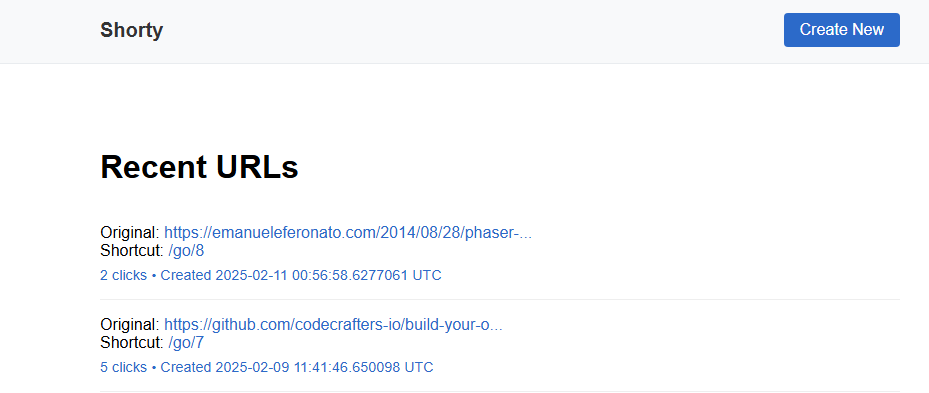 Shorty
Create New
Recent URLs
Original: https://emanueleferonato.com/2014/08/28/phaser-...
Shortcut: /go/8
2 clicks • Created 2025-02-11 00:56:58.6277061 UTC
Original: https://github.com/codecrafters-io/build-your-o...
Shortcut: /go/7
5 clicks • Created 2025-02-09 11:41:46.650098 UTC